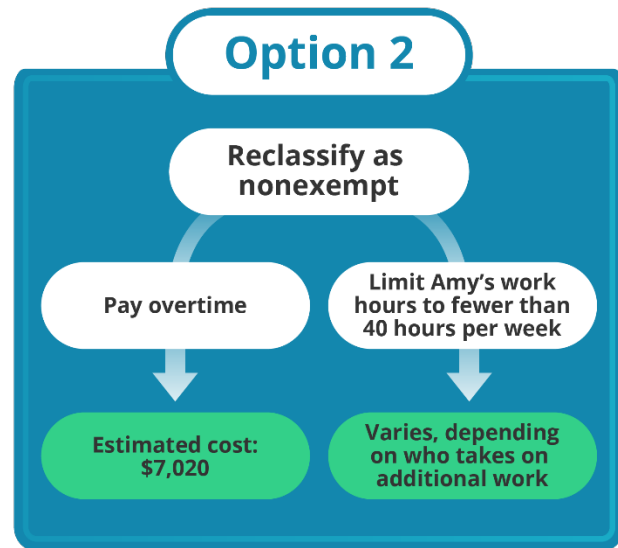 Option 2
Reclassify as
nonexempt
Pay overtime
Limit Amy's work
hours to fewer than
40 hours per week
Estimated cost:
$7,020
Varies, depending
on who takes on
additional work